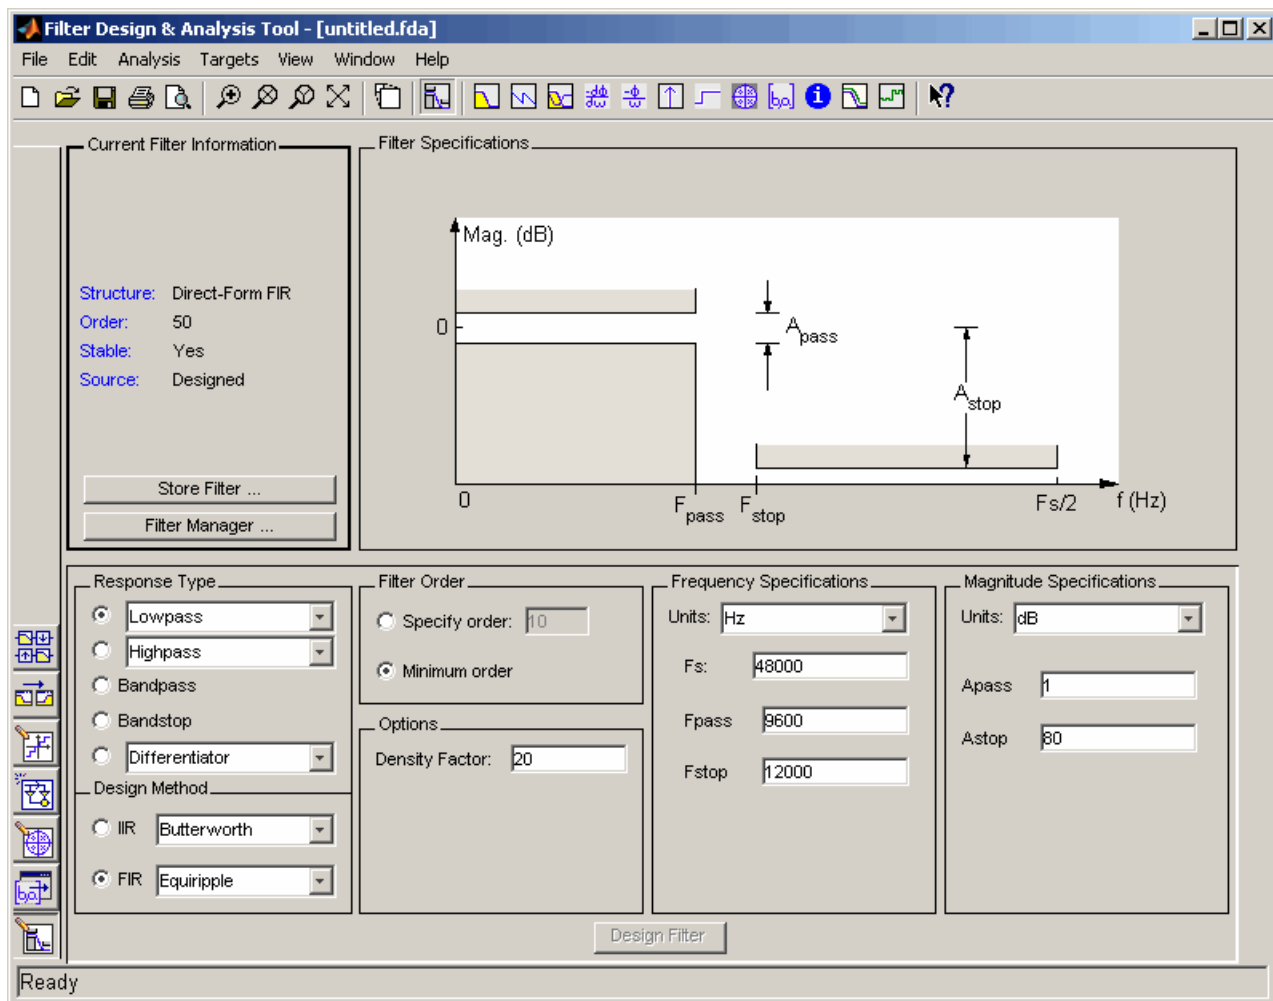 Filter Design & Analysis Tool - [untitled.fda]
File Edit Analysis Targets View Window Help
Current Filter Information
Structure: Direct-Form FIR
Order: 50
Stable: Yes
Source: Designed
Store Filter ...
Filter Manager ...
Filter Specifications
Mag. (dB)
0
Apass
Astop
0 Fpass Fstop Fs/2 f (Hz)
Response Type
Lowpass
Highpass
Bandpass
Bandstop
Differentiator
Design Method
IIR Butterworth
FIR Equiripple
Filter Order
Specify order: 10
Minimum order
Options
Density Factor: 20
Frequency Specifications
Units: Hz
Fs: 48000
Fpass 9600
Fstop 12000
Magnitude Specifications
Units: dB
Apass 1
Astop 80
Design Filter
Ready